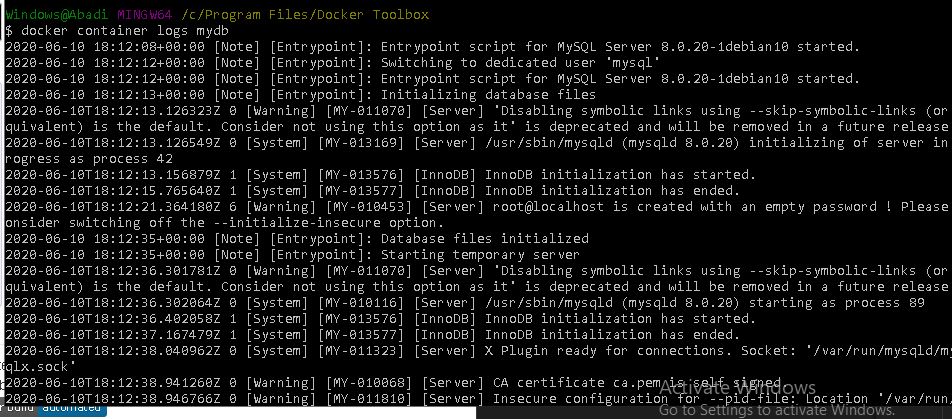 Windows@Abadi MINGW64 /c/Program Files/Docker Toolbox
$ docker container logs mydb
2020-06-10 18:12:08+00:00 [Note] [Entrypoint]: Entrypoint script for MySQL Server 8.0.20-1debian10 started.
2020-06-10 18:12:12+00:00 [Note] [Entrypoint]: Switching to dedicated user 'mysql'
2020-06-10 18:12:12+00:00 [Note] [Entrypoint]: Entrypoint script for MySQL Server 8.0.20-1debian10 started.
2020-06-10 18:12:13+00:00 [Note] [Entrypoint]: Initializing database files
2020-06-10T18:12:13.126323Z 0 [Warning] [MY-011070] [Server] 'Disabling symbolic links using --skip-symbolic-links (or
quivalent) is the default. Consider not using this option as it' is deprecated and will be removed in a future release
2020-06-10T18:12:13.126549Z 0 [System] [MY-013169] [Server] /usr/sbin/mysqld (mysqld 8.0.20) initializing of server in
rogress as process 42
2020-06-10T18:12:13.156879Z 1 [System] [MY-013576] [InnoDB] InnoDB initialization has started.
2020-06-10T18:12:15.765640Z 1 [System] [MY-013577] [InnoDB] InnoDB initialization has ended.
2020-06-10T18:12:21.364180Z 6 [Warning] [MY-010453] [Server] root@localhost is created with an empty password ! Please
onsider switching off the --initialize-insecure option.
2020-06-10 18:12:35+00:00 [Note] [Entrypoint]: Database files initialized
2020-06-10 18:12:35+00:00 [Note] [Entrypoint]: Starting temporary server
2020-06-10T18:12:36.301781Z 0 [Warning] [MY-011070] [Server] 'Disabling symbolic links using --skip-symbolic-links (or
quivalent) is the default. Consider not using this option as it' is deprecated and will be removed in a future release
2020-06-10T18:12:36.302064Z 0 [System] [MY-010116] [Server] /usr/sbin/mysqld (mysqld 8.0.20) starting as process 89
2020-06-10T18:12:36.402058Z 1 [System] [MY-013576] [InnoDB] InnoDB initialization has started.
2020-06-10T18:12:37.167479Z 1 [System] [MY-013577] [InnoDB] InnoDB initialization has ended.
2020-06-10T18:12:38.040962Z 0 [System] [MY-011323] [Server] X Plugin ready for connections. Socket: '/var/run/mysqld/m
qlx.sock'
2020-06-10T18:12:38.941260Z 0 [Warning] [MY-010068] [Server] CA certificate ca.pem is self signed.
2020-06-10T18:12:38.946766Z 0 [Warning] [MY-011810] [Server] Insecure configuration for --pid-file: Location '/var/run/
Activate Windows
Go to Settings to activate Windows.
r build automated